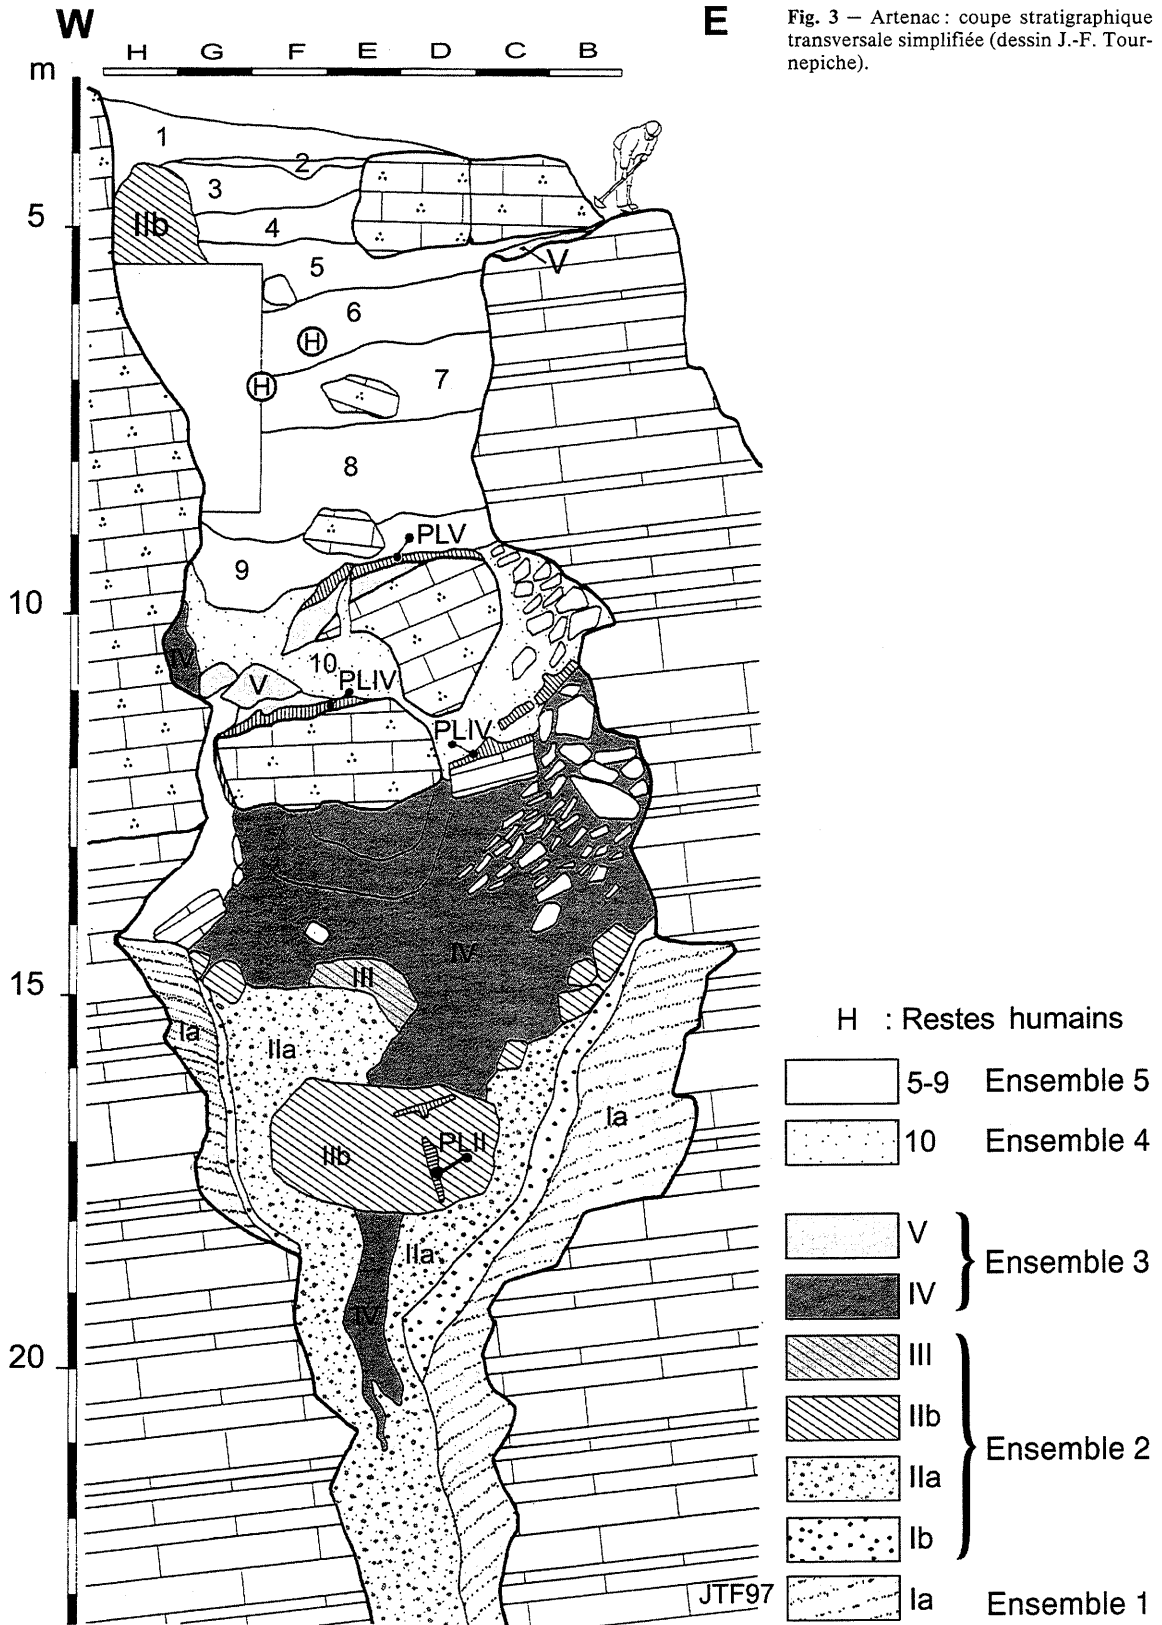 W
E
Fig. 3 — Artenac : coupe stratigraphique
transversale simplifiée (dessin J.-F. Tour-
nepiche).
H G F E D C B
m
1
2
3
IIb
4
5
5
V
6
H
H
7
8
PLV
9
10
IV
10
PLIV
V
PLIV
IV
III
15
Ia
IIa
Ia
IIb
PLII
IIa
IV
20
JTF97
H : Restes humains
5-9 Ensemble 5
10 Ensemble 4
V
Ensemble 3
IV
III
IIb
Ensemble 2
IIa
Ib
Ia Ensemble 1